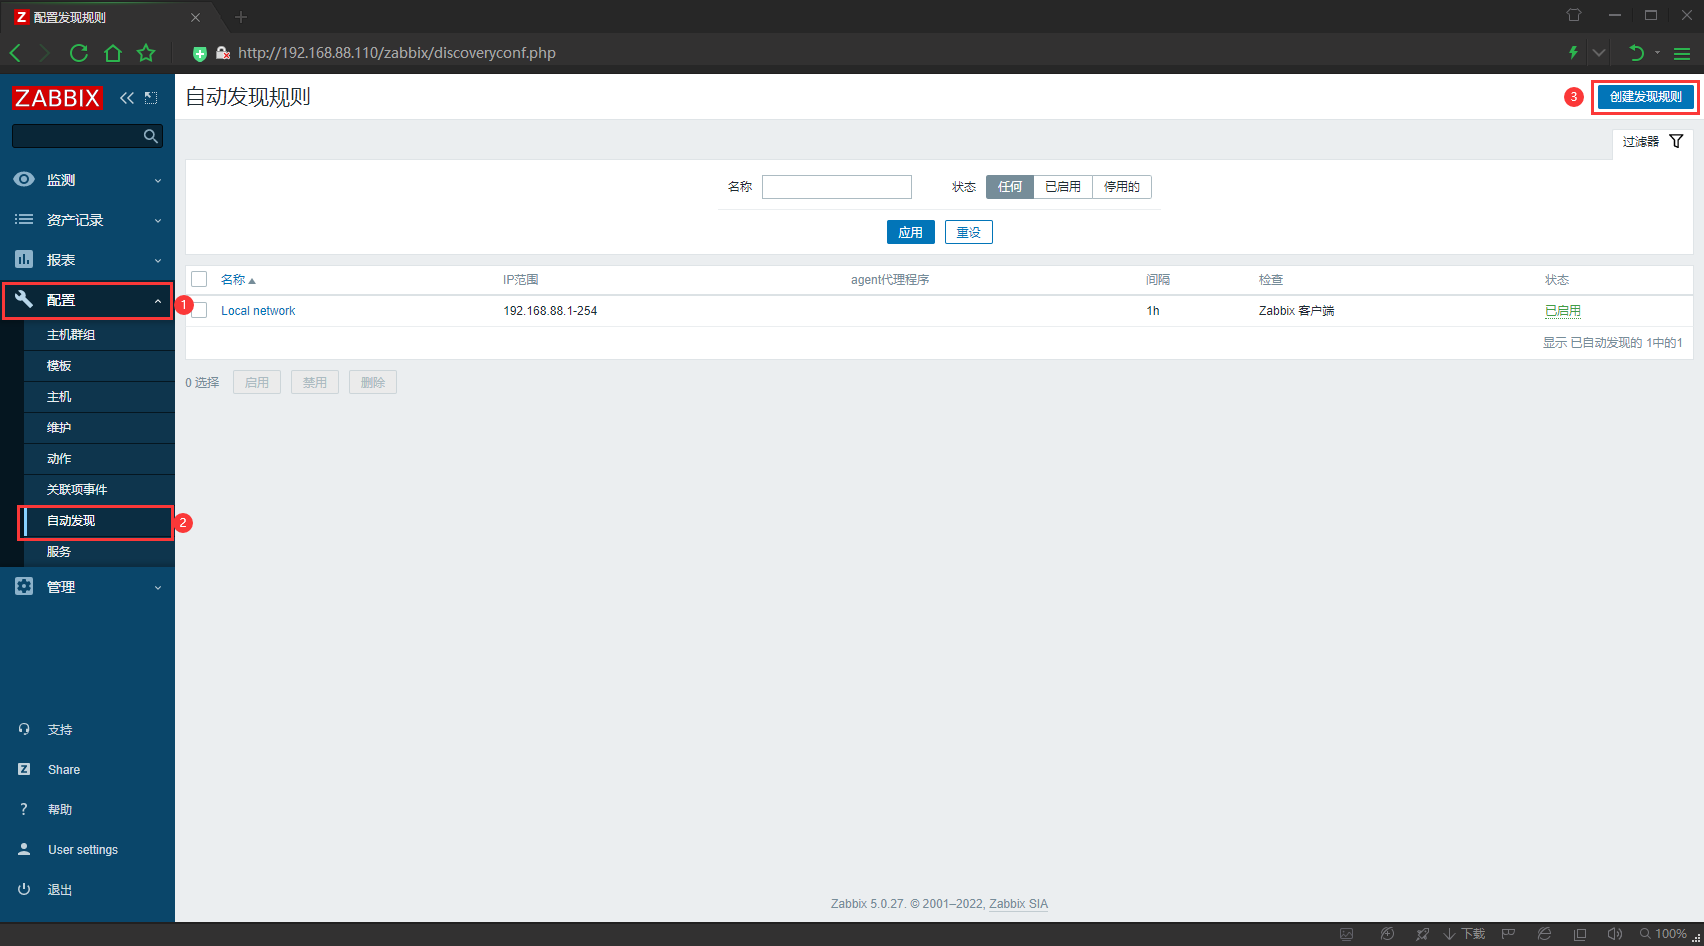 Z 配置发现规则
http://192.168.88.110/zabbix/discoveryconf.php
ZABBIX
自动发现规则
3 创建发现规则
过滤器
监测
资产记录
报表
配置 1
主机群组
模板
主机
维护
动作
关联项事件
自动发现 2
服务
管理
支持
Z Share
? 帮助
User settings
退出
名称 状态 任何 已启用 停用的
应用 重设
名称 IP范围 agent代理程序 间隔 检查 状态
Local network 192.168.88.1-254 1h Zabbix 客户端 已启用
显示 已自动发现的 1中的1
0 选择 启用 禁用 删除
Zabbix 5.0.27. © 2001–2022, Zabbix SIA
下载 100%